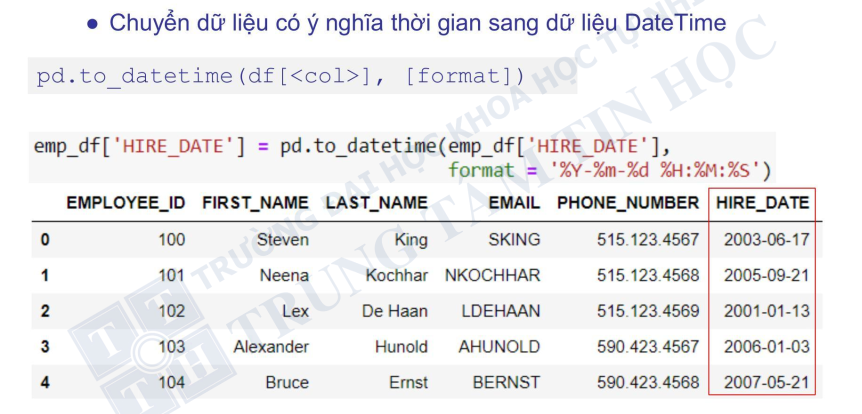 ● Chuyển dữ liệu có ý nghĩa thời gian sang dữ liệu DateTime
pd.to_datetime(df[<col>], [format])
emp_df['HIRE_DATE'] = pd.to_datetime(emp_df['HIRE_DATE'],
format = '%Y-%m-%d %H:%M:%S')
EMPLOYEE_ID FIRST_NAME LAST_NAME EMAIL PHONE_NUMBER HIRE_DATE
0 100 Steven King SKING 515.123.4567 2003-06-17
1 101 Neena Kochhar NKOCHHAR 515.123.4568 2005-09-21
2 102 Lex De Haan LDEHAAN 515.123.4569 2001-01-13
3 103 Alexander Hunold AHUNOLD 590.423.4567 2006-01-03
4 104 Bruce Ernst BERNST 590.423.4568 2007-05-21
TRƯỜNG ĐẠI HỌC KHOA HỌC TỰ NHI
TRUNG TÂM TIN HỌC
T T
T H